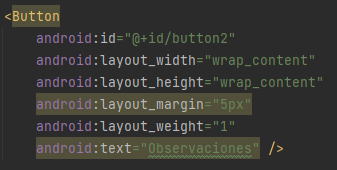 <Button
android:id="@+id/button2"
android:layout_width="wrap_content"
android:layout_height="wrap_content"
android:layout_margin="5px"
android:layout_weight="1"
android:text="Observaciones" />